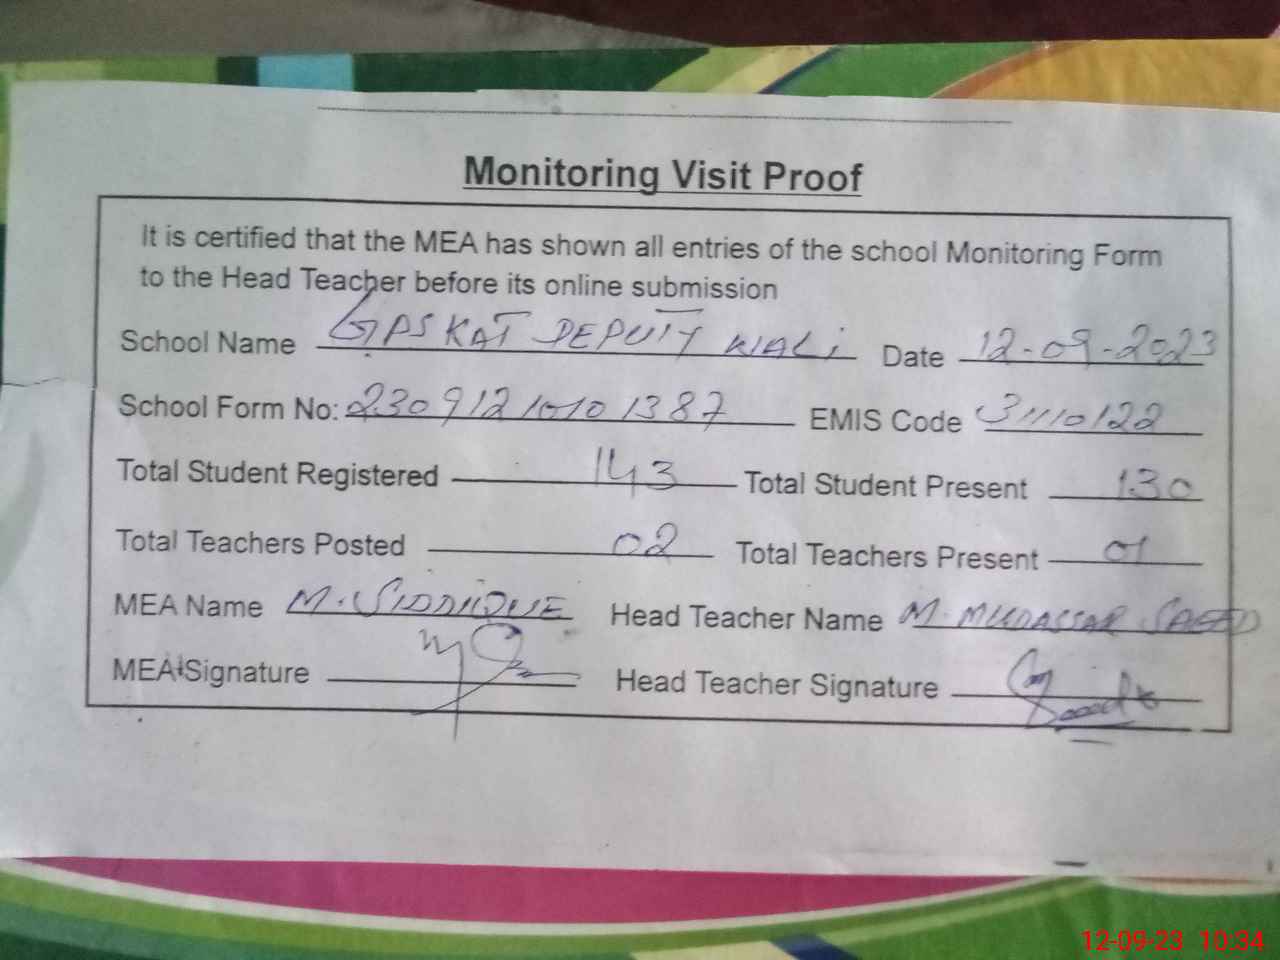 Monitoring Visit Proof
It is certified that the MEA has shown all entries of the school Monitoring Form
to the Head Teacher before its online submission
School Name GPS KAT DEPUTY WALi Date 12-09-2023
School Form No: 230912 10101387 EMIS Code 31110122
Total Student Registered 143 Total Student Present 130
Total Teachers Posted 02 Total Teachers Present 01
MEA Name M. SIDDIQUE Head Teacher Name M. MUDASSAR SAEED
MEA Signature Head Teacher Signature
12-09-23 10:34